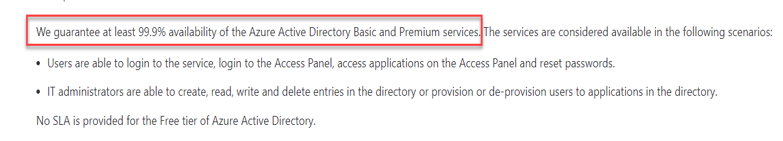 We guarantee at least 99.9% availability of the Azure Active Directory Basic and Premium services. The services are considered available in the following scenarios:
• Users are able to login to the service, login to the Access Panel, access applications on the Access Panel and reset passwords.
• IT administrators are able to create, read, write and delete entries in the directory or provision or de-provision users to applications in the directory.
No SLA is provided for the Free tier of Azure Active Directory.